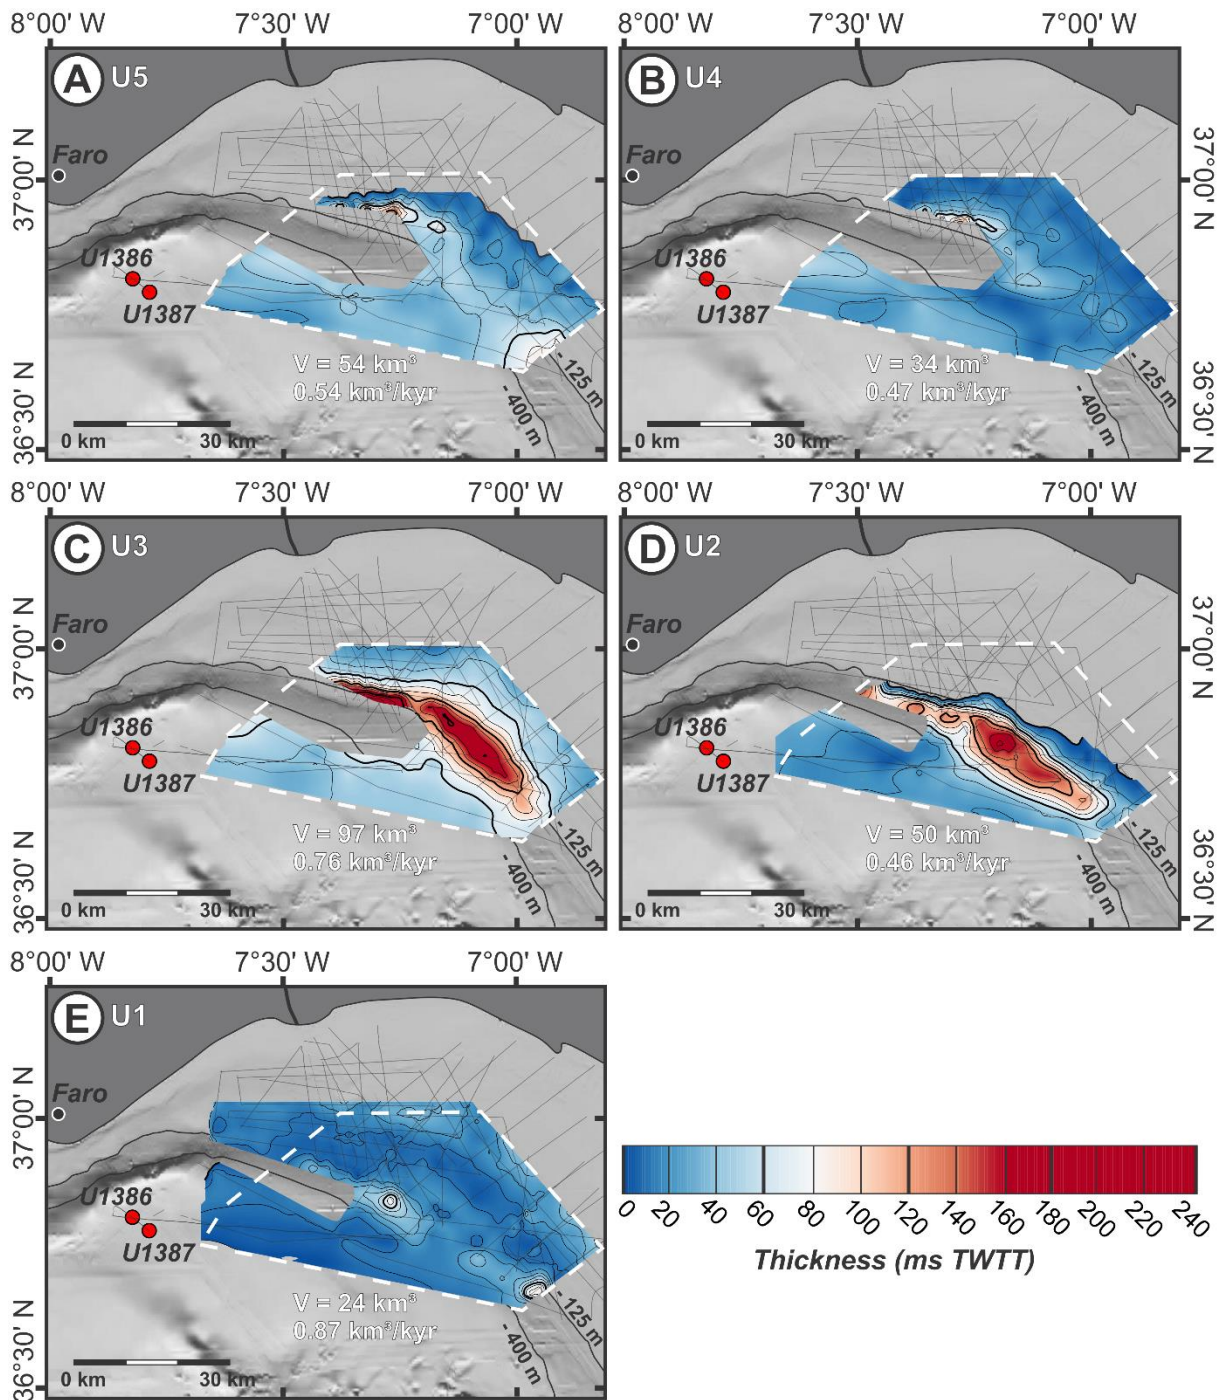 8°00' W 7°30' W 7°00' W 8°00' W 7°30' W 7°00' W
A U5
Faro
U1386
U1387
V = 54 km³
0.54 km³/kyr
- 125 m
- 400 m
0 km 30 km
37°00' N
36°30' N
B U4
Faro
U1386
U1387
V = 34 km³
0.47 km³/kyr
- 125 m
- 400 m
0 km 30 km
37°00' N
36°30' N
8°00' W 7°30' W 7°00' W 8°00' W 7°30' W 7°00' W
C U3
Faro
U1386
U1387
V = 97 km³
0.76 km³/kyr
- 125 m
- 400 m
0 km 30 km
37°00' N
36°30' N
D U2
Faro
U1386
U1387
V = 50 km³
0.46 km³/kyr
- 125 m
- 400 m
0 km 30 km
37°00' N
36°30' N
8°00' W 7°30' W 7°00' W
E U1
Faro
U1386
U1387
V = 24 km³
0.87 km³/kyr
- 125 m
- 400 m
0 km 30 km
37°00' N
36°30' N
0 20 40 60 80 100 120 140 160 180 200 220 240
Thickness (ms TWTT)